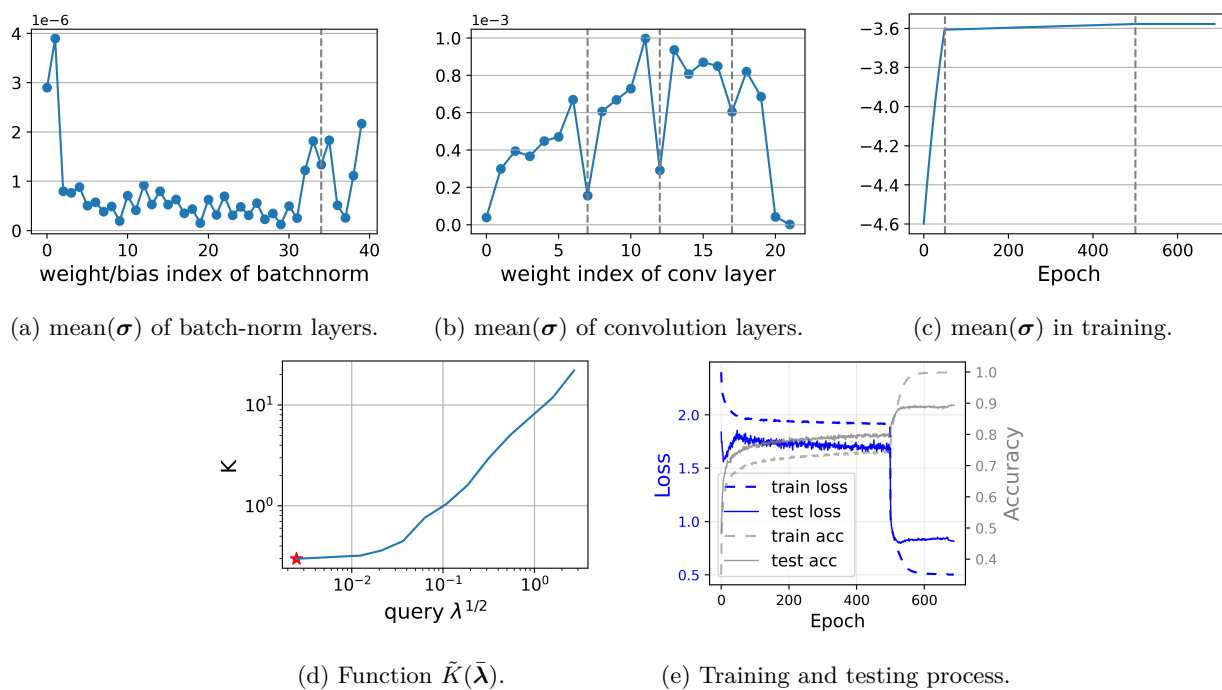 1e−6
4
3
2
1
0
0 10 20 30 40
weight/bias index of batchnorm
(a) mean(σ) of batch-norm layers.
1e−3
1.0
0.8
0.6
0.4
0.2
0.0
0 5 10 15 20
weight index of conv layer
(b) mean(σ) of convolution layers.
−3.6
−3.8
−4.0
−4.2
−4.4
−4.6
0 200 400 600
Epoch
(c) mean(σ) in training.
K
10¹
10⁰
10⁻² 10⁻¹ 10⁰
query λ^{1/2}
(d) Function K̃(λ̄).
Loss
2.0
1.5
1.0
0.5
train loss
test loss
train acc
test acc
0 200 400 600
Epoch
1.0
0.9
0.8
0.7
0.6
0.5
0.4
Accuracy
(e) Training and testing process.